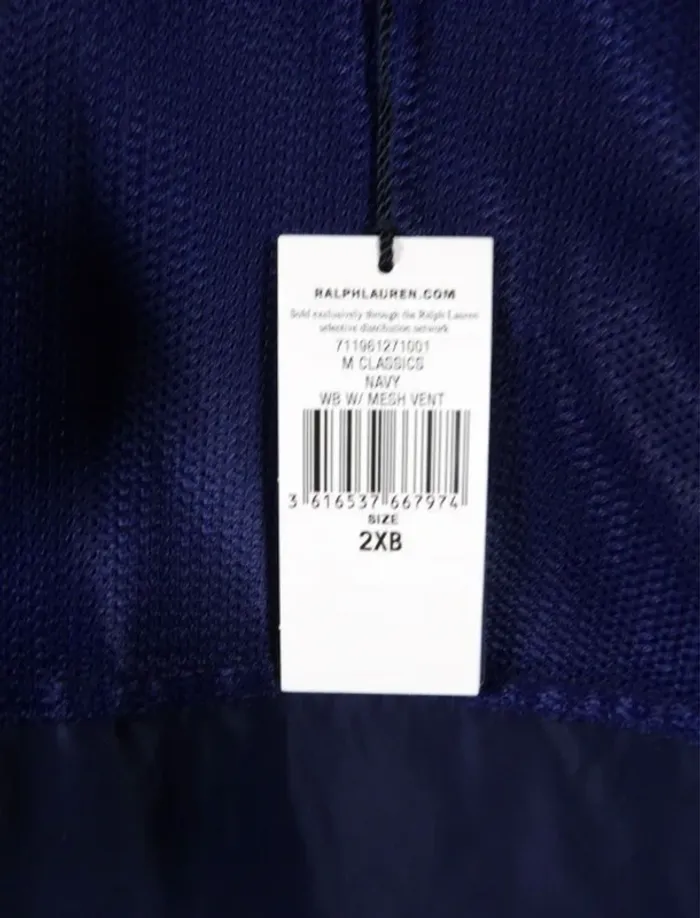 RALPHLAUREN.COM
Sold exclusively through the Ralph Lauren
selective distribution network
711961271001
M CLASSICS
NAVY
WB W/ MESH VENT
3 616537 667974
SIZE
2XB